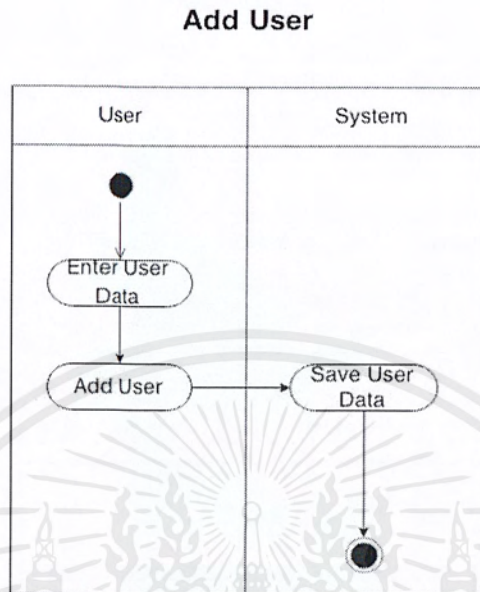 Add User
User
System
Enter User
Data
Add User
Save User
Data